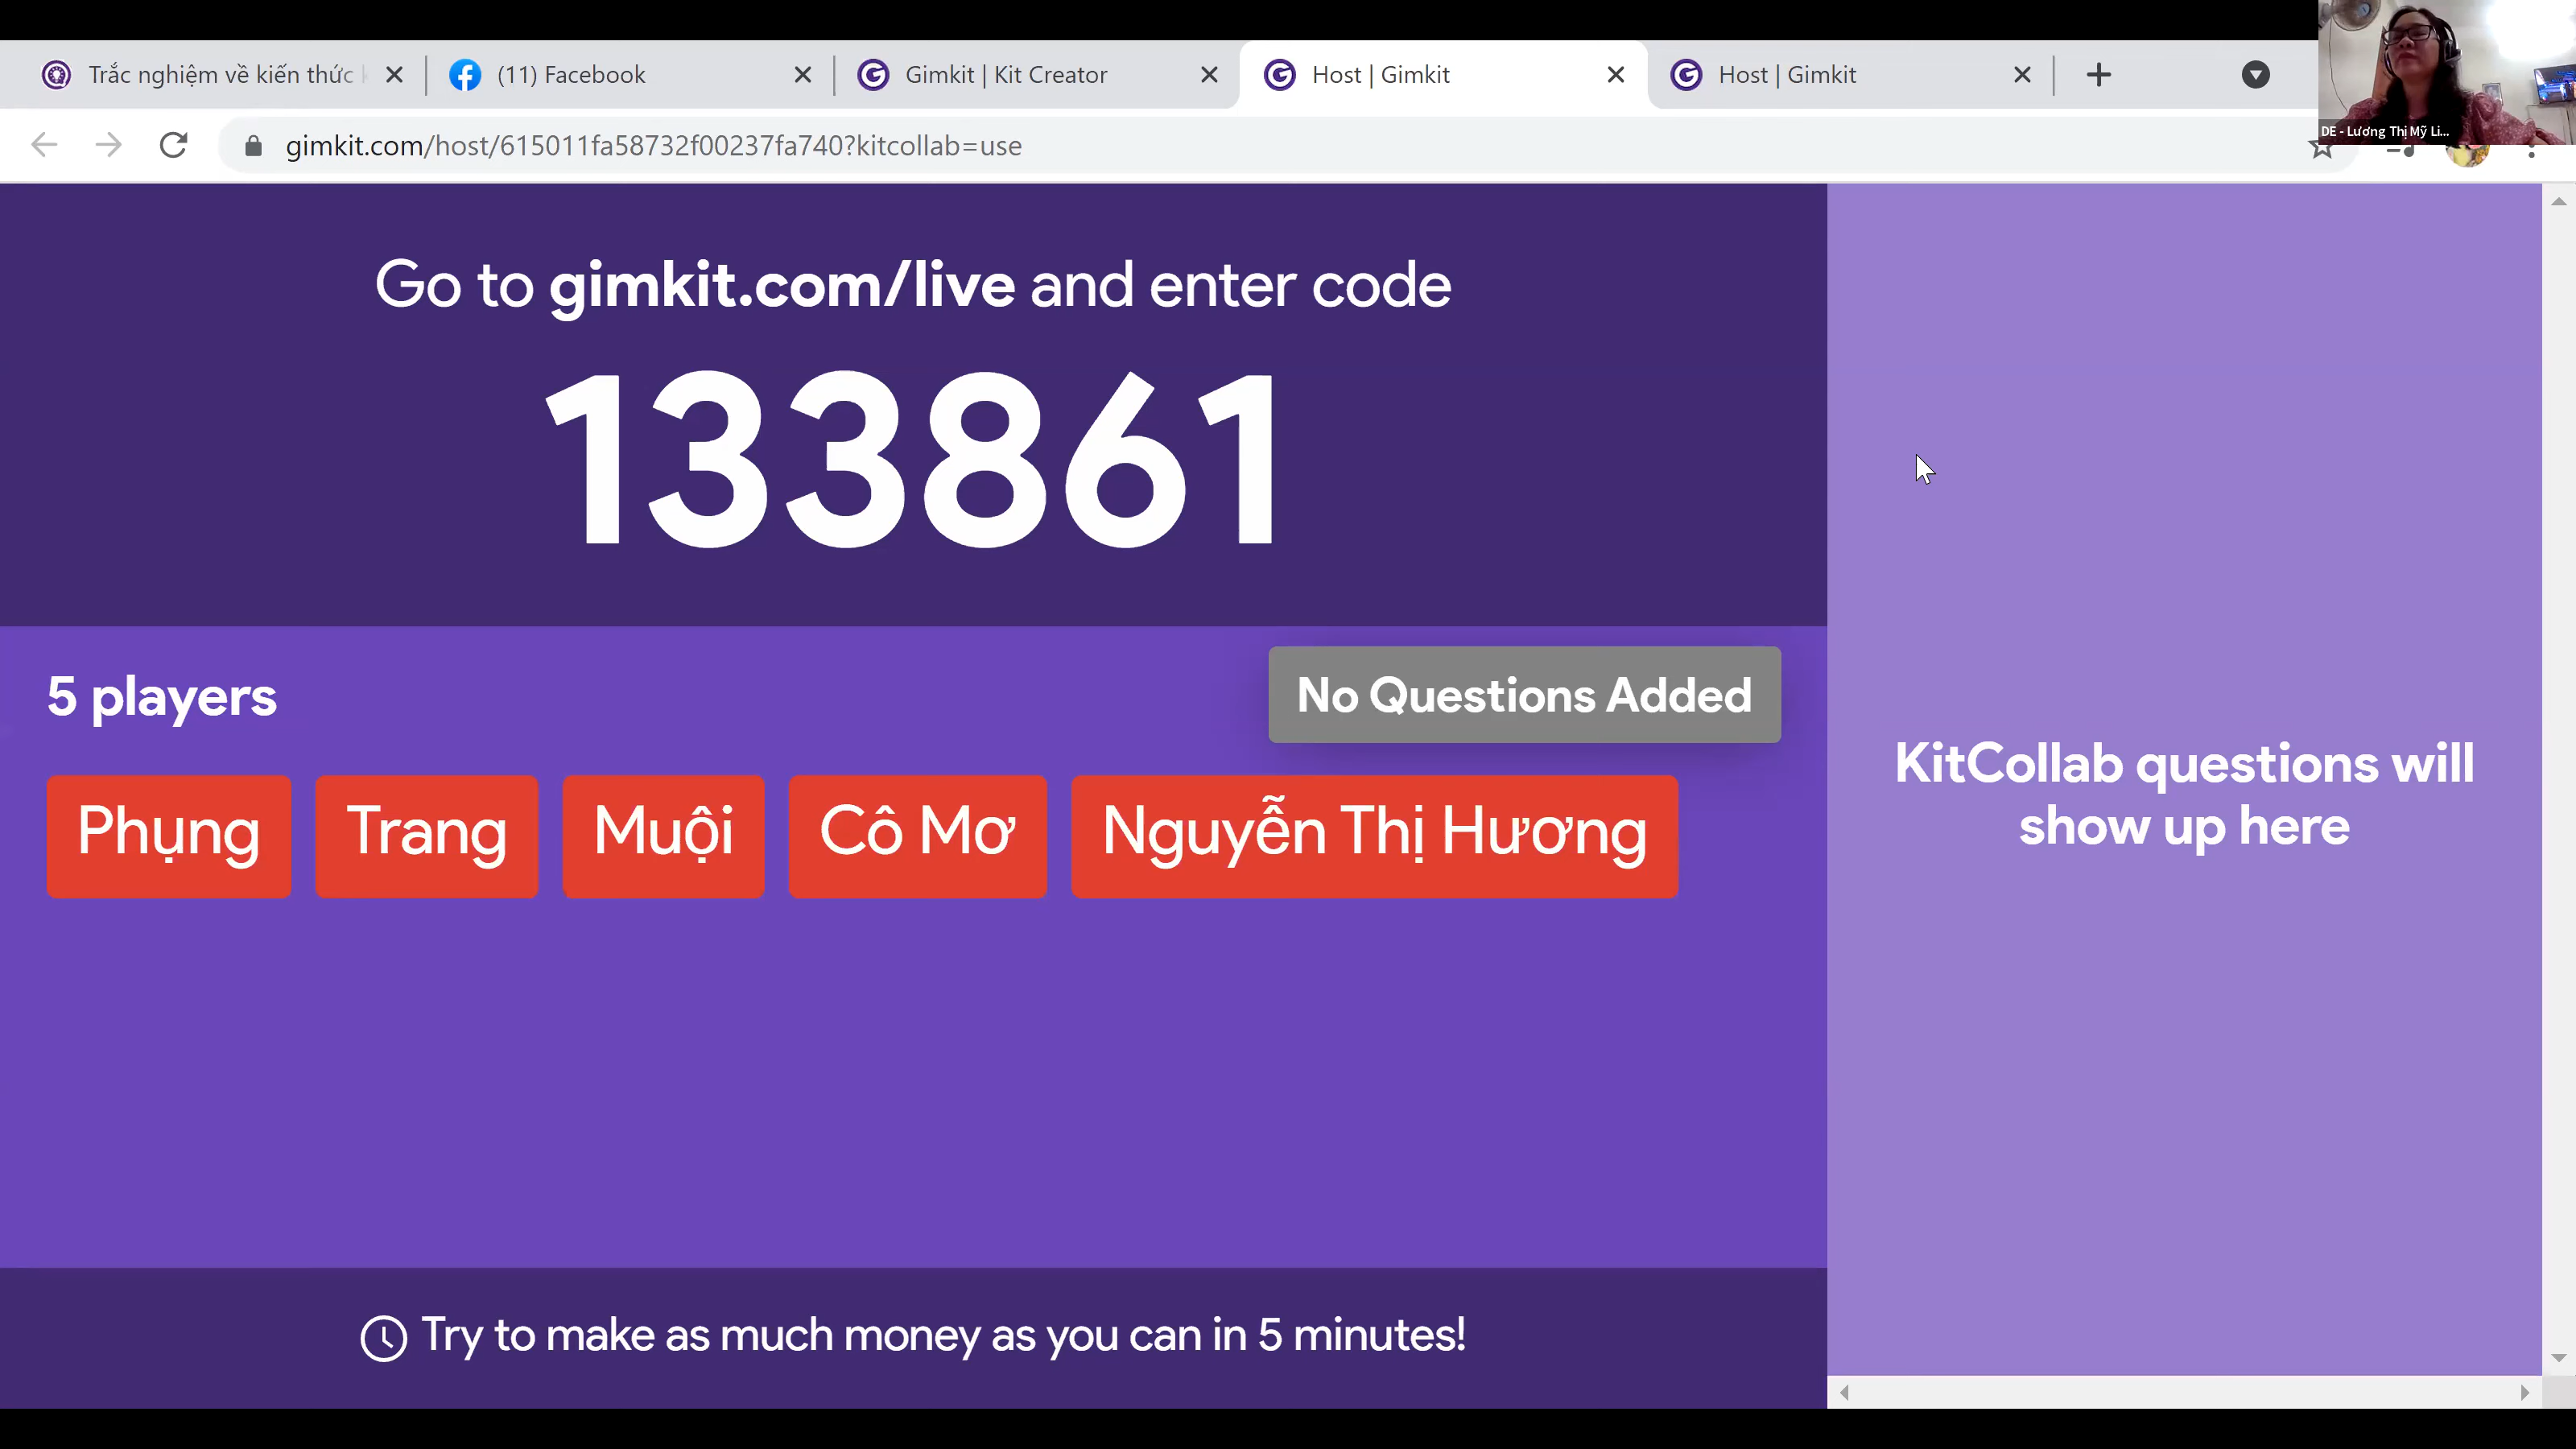 Trắc nghiệm về kiến thức
(11) Facebook
Gimkit | Kit Creator
Host | Gimkit
Host | Gimkit
DE - Lương Thị Mỹ Li...
gimkit.com/host/615011fa58732f00237fa740?kitcollab=use
Go to gimkit.com/live and enter code
133861
5 players
No Questions Added
Phụng
Trang
Muội
Cô Mơ
Nguyễn Thị Hương
KitCollab questions will
show up here
Try to make as much money as you can in 5 minutes!